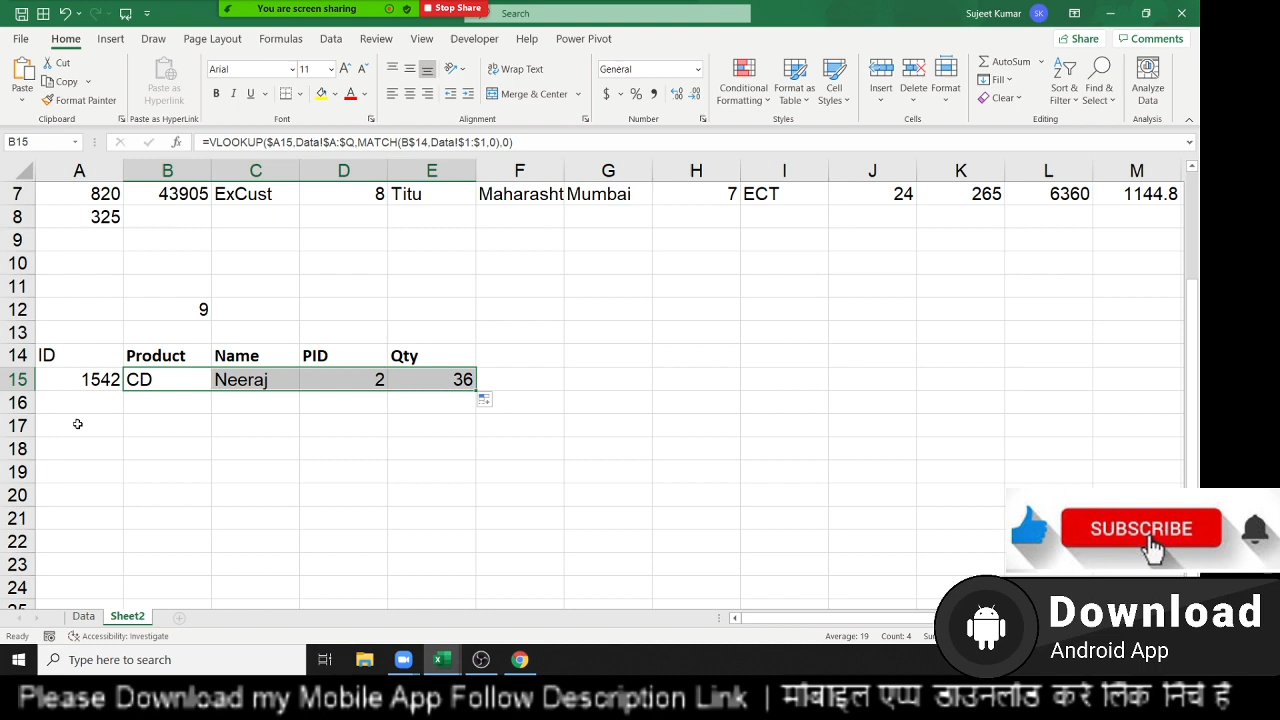 You are screen sharing
Stop Share
Search
Sujeet Kumar
SK
File
Home
Insert
Draw
Page Layout
Formulas
Data
Review
View
Developer
Help
Power Pivot
Share
Comments
Paste
Cut
Copy
Format Painter
Clipboard
Paste as Hyperlink
Paste as Hyperlink
Arial
11
B I U
Font
Wrap Text
Merge & Center
Alignment
General
$ % ,
Number
Conditional Formatting
Format as Table
Cell Styles
Styles
Insert
Delete
Format
Cells
AutoSum
Fill
Clear
Sort & Filter
Find & Select
Editing
Analyze Data
Analysis
B15
fx
=VLOOKUP($A15,Data!$A:$Q,MATCH(B$14,Data!$1:$1,0),0)
A B C D E F G H I J K L M
7 820 43905 ExCust 8 Titu Maharasht Mumbai 7 ECT 24 265 6360 1144.8
8 325
9
10
11
12 9
13
14 ID Product Name PID Qty
15 1542 CD Neeraj 2 36
16
17
18
19
20
21
22
23
24
SUBSCRIBE
Data
Sheet2
Ready
Accessibility: Investigate
Average: 19
Count: 4
Download
Android App
Type here to search
Please Download my Mobile App Follow Description Link | मोबाइल एप्प डाउनलोड करे लिंक निचे है